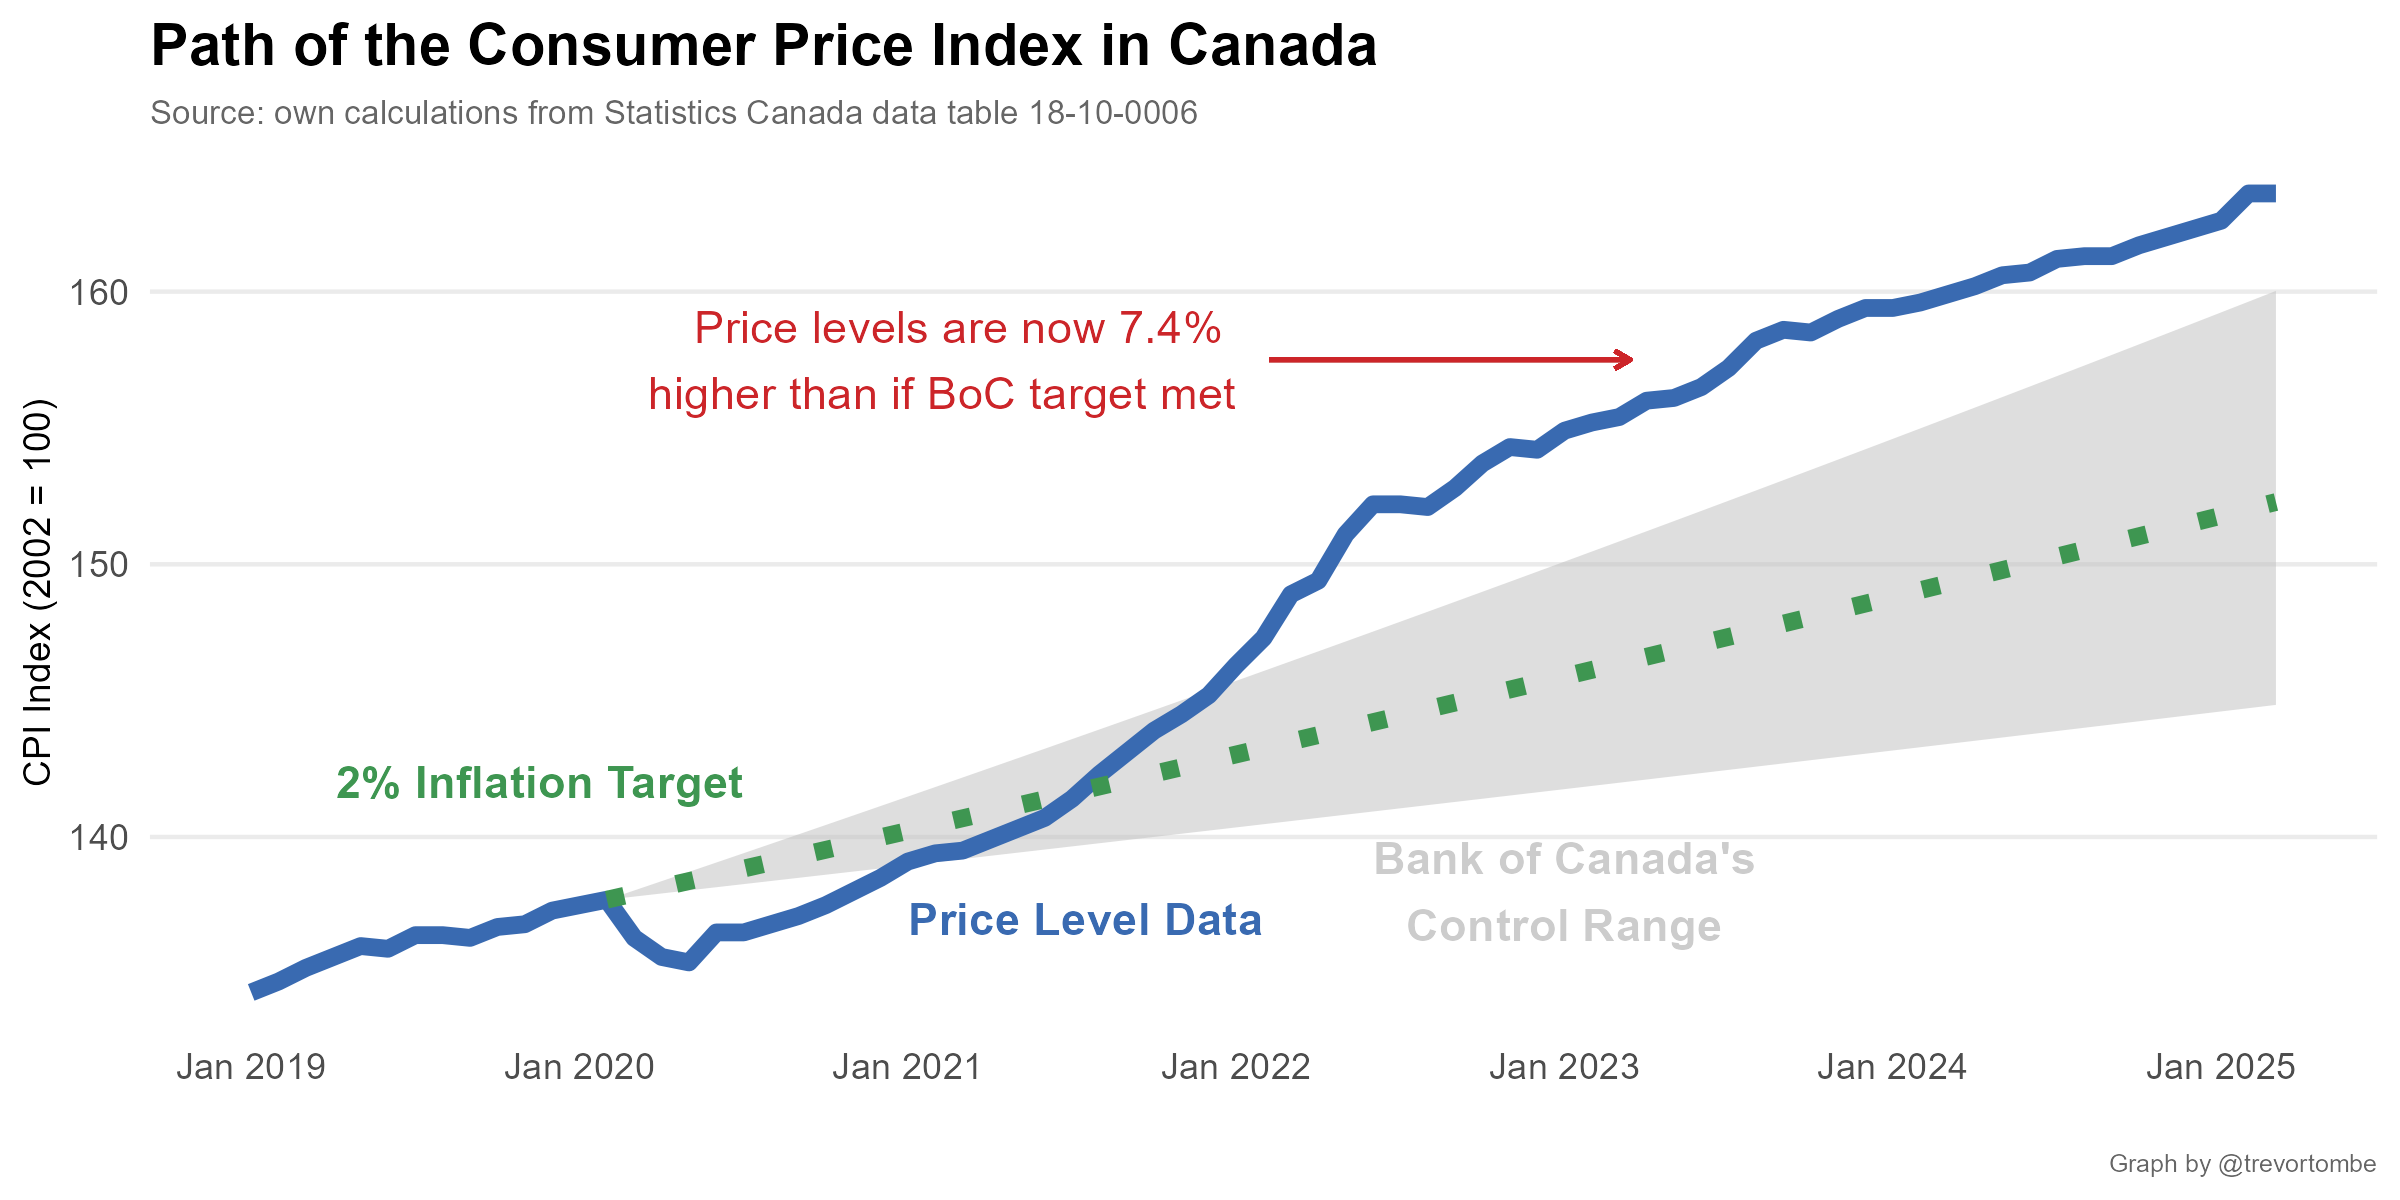 Path of the Consumer Price Index in Canada
Source: own calculations from Statistics Canada data table 18-10-0006
CPI Index (2002 = 100)
160
150
140
Price levels are now 7.4%
higher than if BoC target met
2% Inflation Target
Price Level Data
Bank of Canada's
Control Range
Jan 2019
Jan 2020
Jan 2021
Jan 2022
Jan 2023
Jan 2024
Jan 2025
Graph by @trevortombe